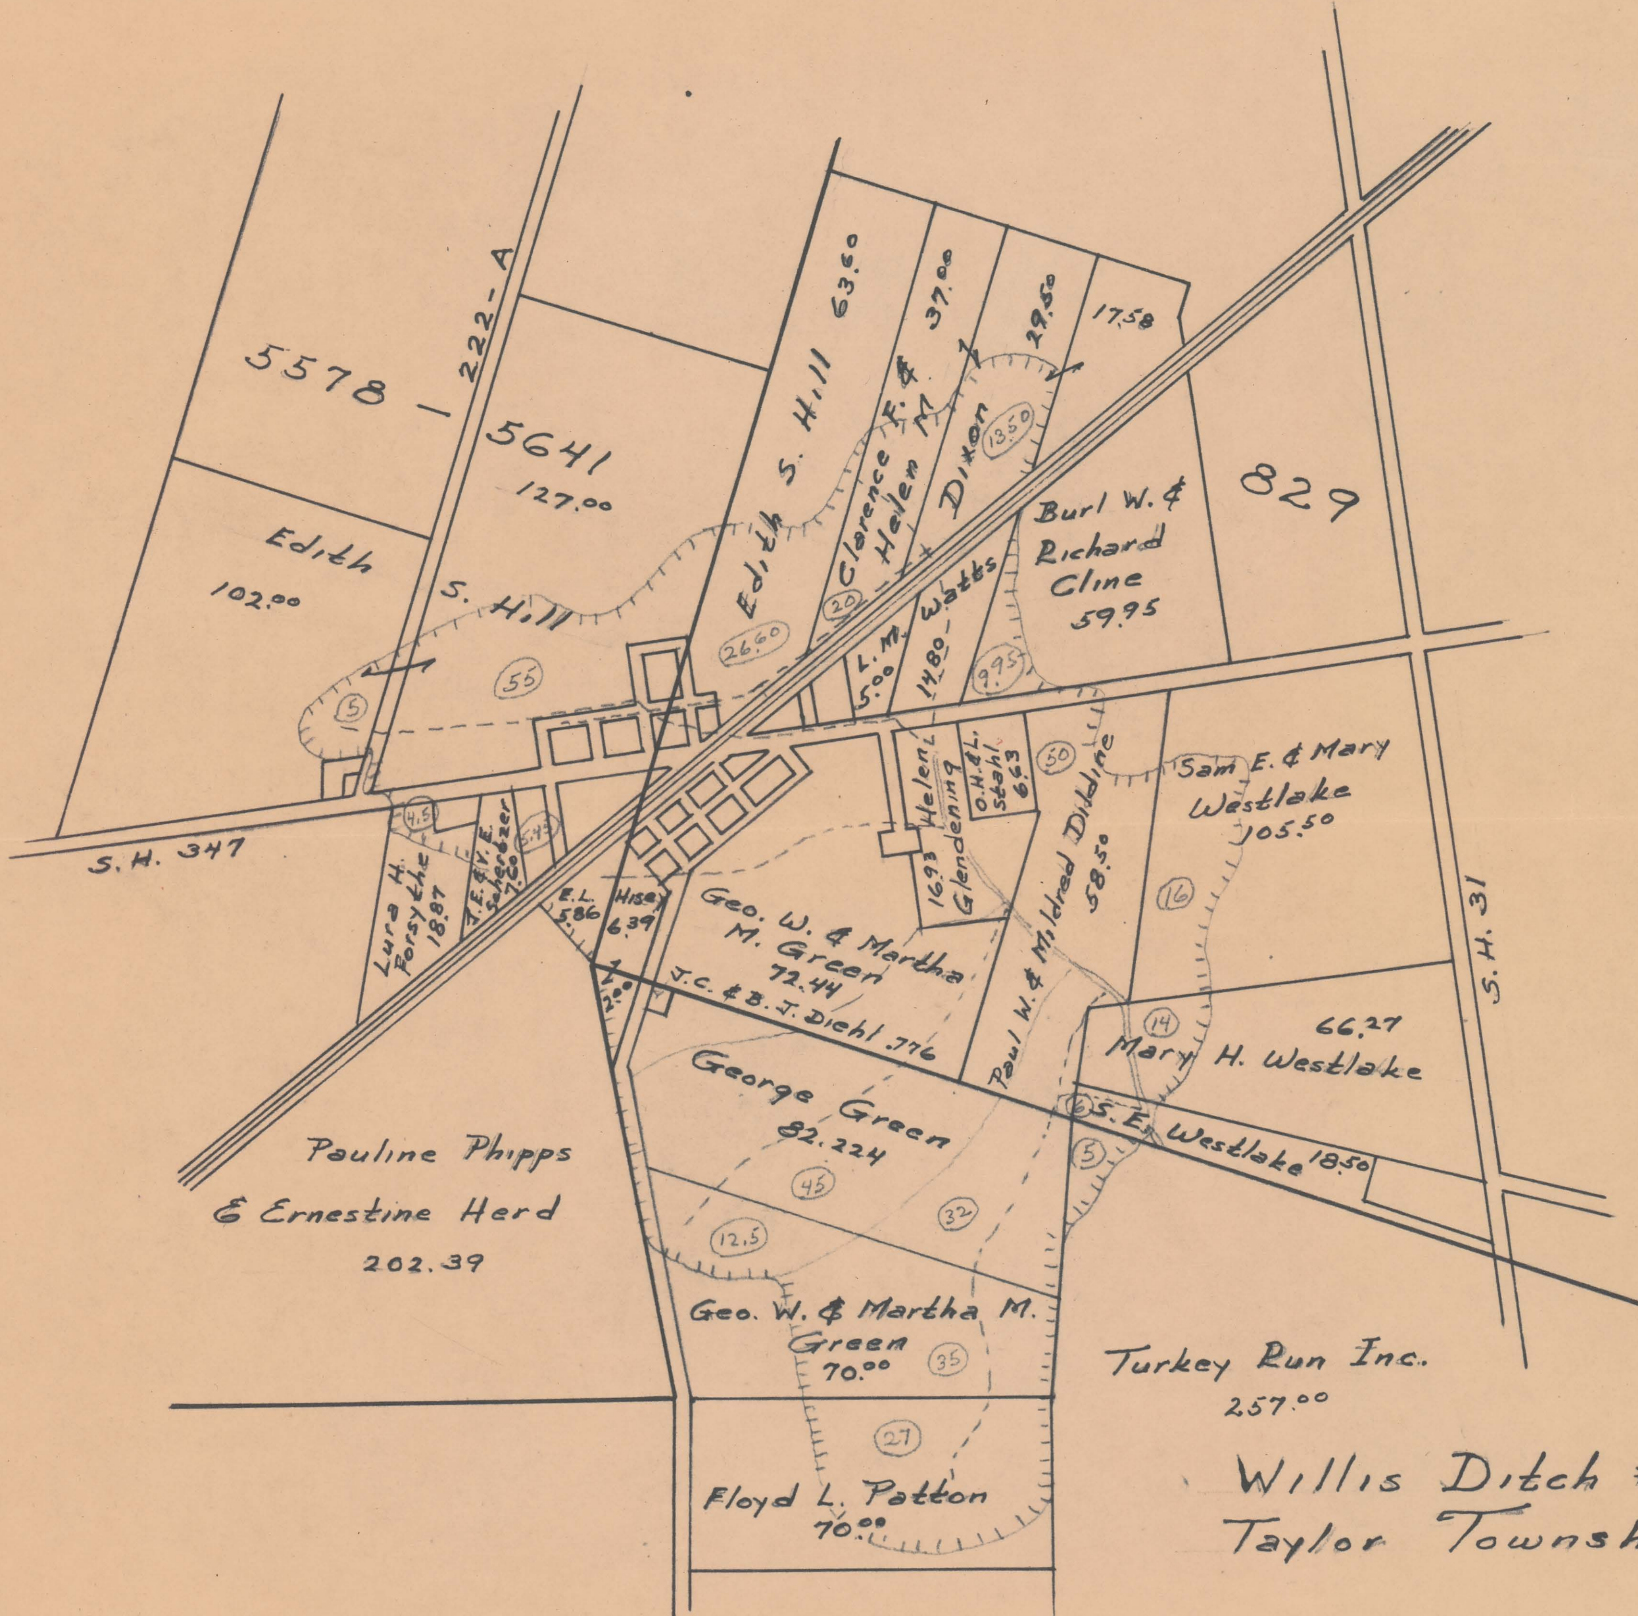 222-A
5578
5641
127.00
Edith
S. Hill
102.00
Edith S. Hill 63.60
Clarence F. &
Helen M.
Dixon
37.00
29.50
17.58
13.50
829
Burl W. &
Richard
Cline
59.95
9.95
L. M. Watts
5.00
14.80
20
26.60
55
5
S.H. 347
4.5
Lura H.
Forsythe
18.87
7.60
5.45
E.L. Hisey
5.86
6.39
2.00
Geo. W. & Martha
M. Green
72.44
J.C. & B.J. Diehl .776
Helen
Glendening
16.93
O.H. & L.
Stahl
6.63
50
Paul W. & Mildred Dildine
58.50
Sam E. & Mary
Westlake
105.50
16
S.H. 31
14
66.27
Mary H. Westlake
6
S. E. Westlake 18.50
5
George Green
82.224
45
32
12.5
Pauline Phipps
& Ernestine Herd
202.39
Geo. W. & Martha M.
Green
70.00
35
27
Floyd L. Patton
70.00
Turkey Run Inc.
257.00
Willis Ditch
Taylor Townsh